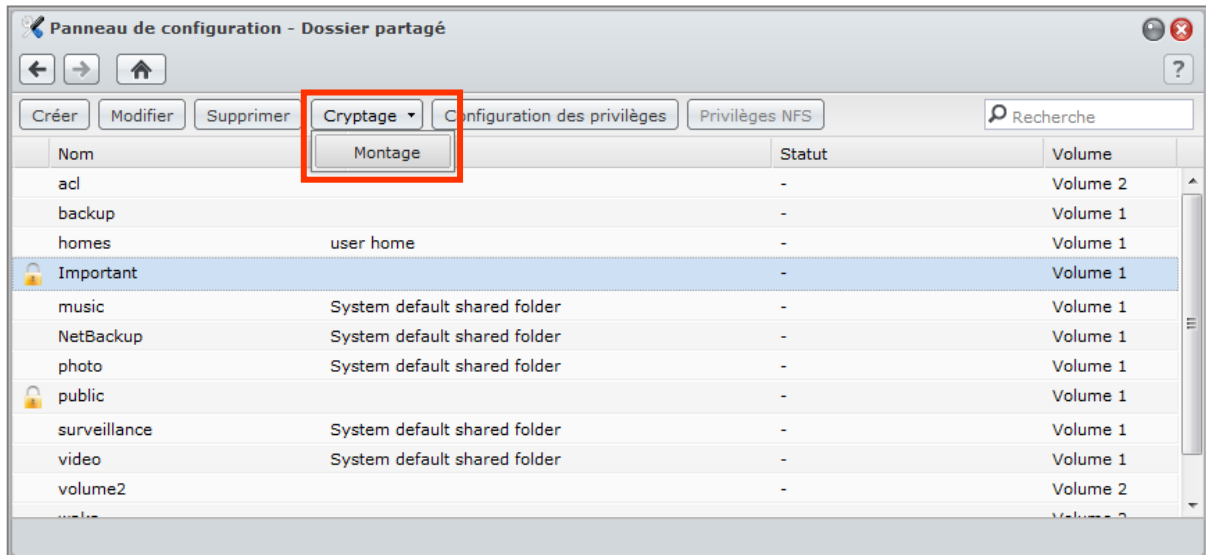 Panneau de configuration - Dossier partagé
?
Créer Modifier Supprimer Cryptage Configuration des privilèges Privilèges NFS Recherche
Montage
Nom Statut Volume
acl - Volume 2
backup - Volume 1
homes user home - Volume 1
Important - Volume 1
music System default shared folder - Volume 1
NetBackup System default shared folder - Volume 1
photo System default shared folder - Volume 1
public - Volume 1
surveillance System default shared folder - Volume 1
video System default shared folder - Volume 1
volume2 - Volume 2